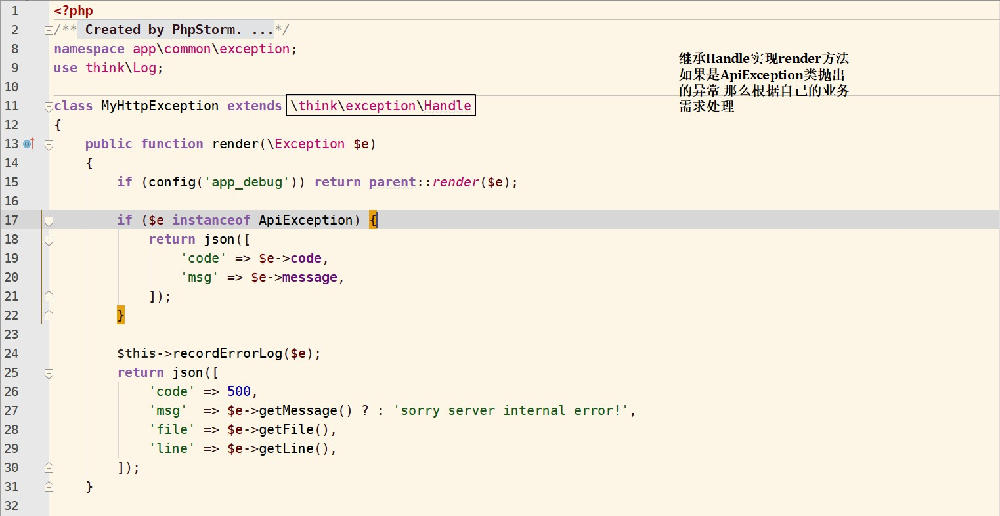 1 <?php
2 /** Created by PhpStorm. ...*/
8 namespace app\common\exception;
9 use think\Log;
10
11 class MyHttpException extends \think\exception\Handle
12 {
13 public function render(\Exception $e)
14 {
15 if (config('app_debug')) return parent::render($e);
16
17 if ($e instanceof ApiException) {
18 return json([
19 'code' => $e->code,
20 'msg' => $e->message,
21 ]);
22 }
23
24 $this->recordErrorLog($e);
25 return json([
26 'code' => 500,
27 'msg'  => $e->getMessage() ? : 'sorry server internal error!',
28 'file' => $e->getFile(),
29 'line' => $e->getLine(),
30 ]);
31 }
32
继承Handle实现render方法
如果是ApiException类抛出
的异常 那么根据自己的业务
需求处理